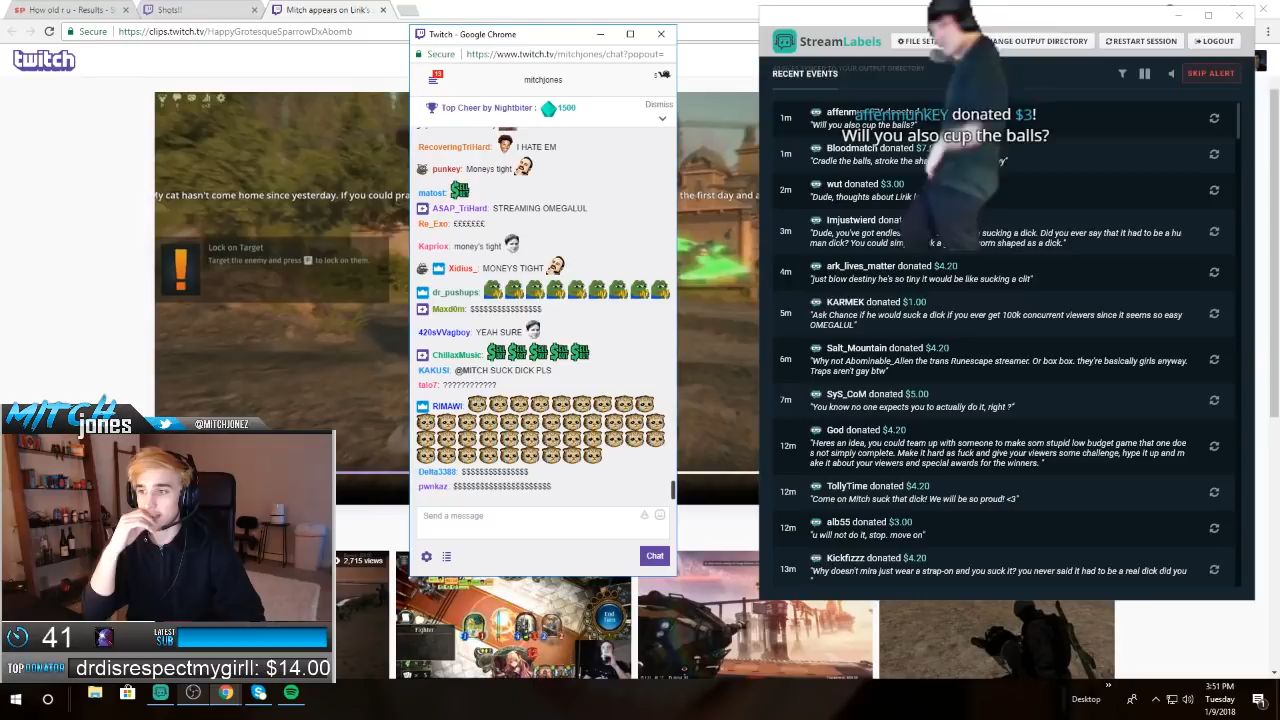 How old r u - Resume
Shots!!
Mitch appears on Link's
Secure https://clips.twitch.tv/HappyGrotesqueSparrowDxAbomb
twitch
My cat hasn't come home since yesterday. If you could
the first day and
Lock on Target
Target the enemy and press to lock on them.
MITCH
jones
@MITCHJONEZ
41
LATEST
SUB
TOP DONATOR
drdisrespectmygirll: $14.00
2,715 views
Fighter
End
Turn
Twitch - Google Chrome
Secure https://www.twitch.tv/mitchjones/chat?popout=
13
mitchjones
Top Cheer by Nightbiter : 1500
Dismiss
RecoveringTriHard: I HATE EM
punkey: Moneys tight
matost:
ASAP_TriHard: STREAMING OMEGALUL
Re_Exo: £££££££
Kapriox: money's tight
Xidius_: MONEYS TIGHT
dr_pushups:
Maxd0m: $$$$$$$$$$$$$$$$
420sVVagboy: YEAH SURE
ChillaxMusic:
KAKUSI: @MITCH SUCK DICK PLS
talo7: ????????????
RIMAWI:
Delta3388: $$$$$$$$$$$$$$$
pwnkaz: $$$$$$$$$$$$$$$$$$$$$$
Send a message
Chat
StreamLabels
FILE SET
ANGE OUTPUT DIRECTORY
RESTART SESSION
LOGOUT
RECENT EVENTS
SKIP ALERT
affenmunkEY donated $3!
Will you also cup the balls?
1m
"Will you also cup the balls?"
1m Bloodmatch
"Cradle the balls, stroke the
2m wut donated $3.00
"Dude, thoughts about Lirik
3m Imjustwierd
"Dude, you've got sucking a dick. Did you ever say that it had to be a hu
man dick? You could shaped as a dick."
4m ark_lives_matter donated $4.20
"just blow destiny he's so tiny it would be like sucking a clit"
5m KARMEK donated $1.00
"Ask Chance if he would suck a dick if you ever get 100k concurrent viewers since it seems so easy
OMEGALUL"
6m Salt_Mountain donated $4.20
"Why not Abominable_Alien the trans Runescape streamer. Or box box. they're basically girls anyway.
Traps aren't gay btw"
7m SyS_CoM donated $5.00
"You know no one expects you to actually do it, right ?"
12m God donated $4.20
"Heres an idea, you could team up with someone to make som stupid low budget game that one doe
s not simply complete. Make it hard as fuck and give your viewers some challenge, hype it up and m
ake it about your viewers and special awards for the winners. "
12m TollyTime donated $4.20
"Come on Mitch suck that dick! We will be so proud! <3"
12m alb55 donated $3.00
"u will not do it, stop. move on"
13m Kickfizzz donated $4.20
"Why doesn't mira just wear a strap-on and you suck it? you never said it had to be a real dick did you
"
Desktop
3:51 PM
Tuesday
1/9/2018